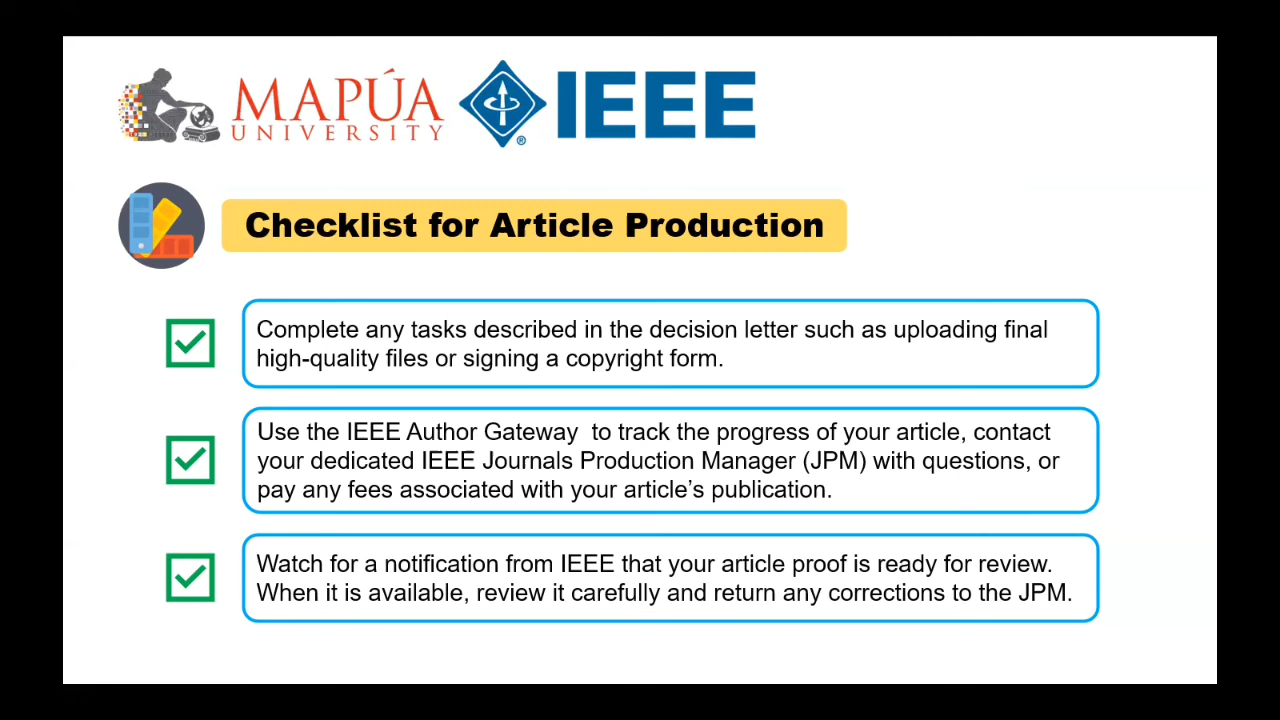 MAPÚA
UNIVERSITY
IEEE
®
Checklist for Article Production
Complete any tasks described in the decision letter such as uploading final
high-quality files or signing a copyright form.
Use the IEEE Author Gateway  to track the progress of your article, contact
your dedicated IEEE Journals Production Manager (JPM) with questions, or
pay any fees associated with your article’s publication.
Watch for a notification from IEEE that your article proof is ready for review.
When it is available, review it carefully and return any corrections to the JPM.